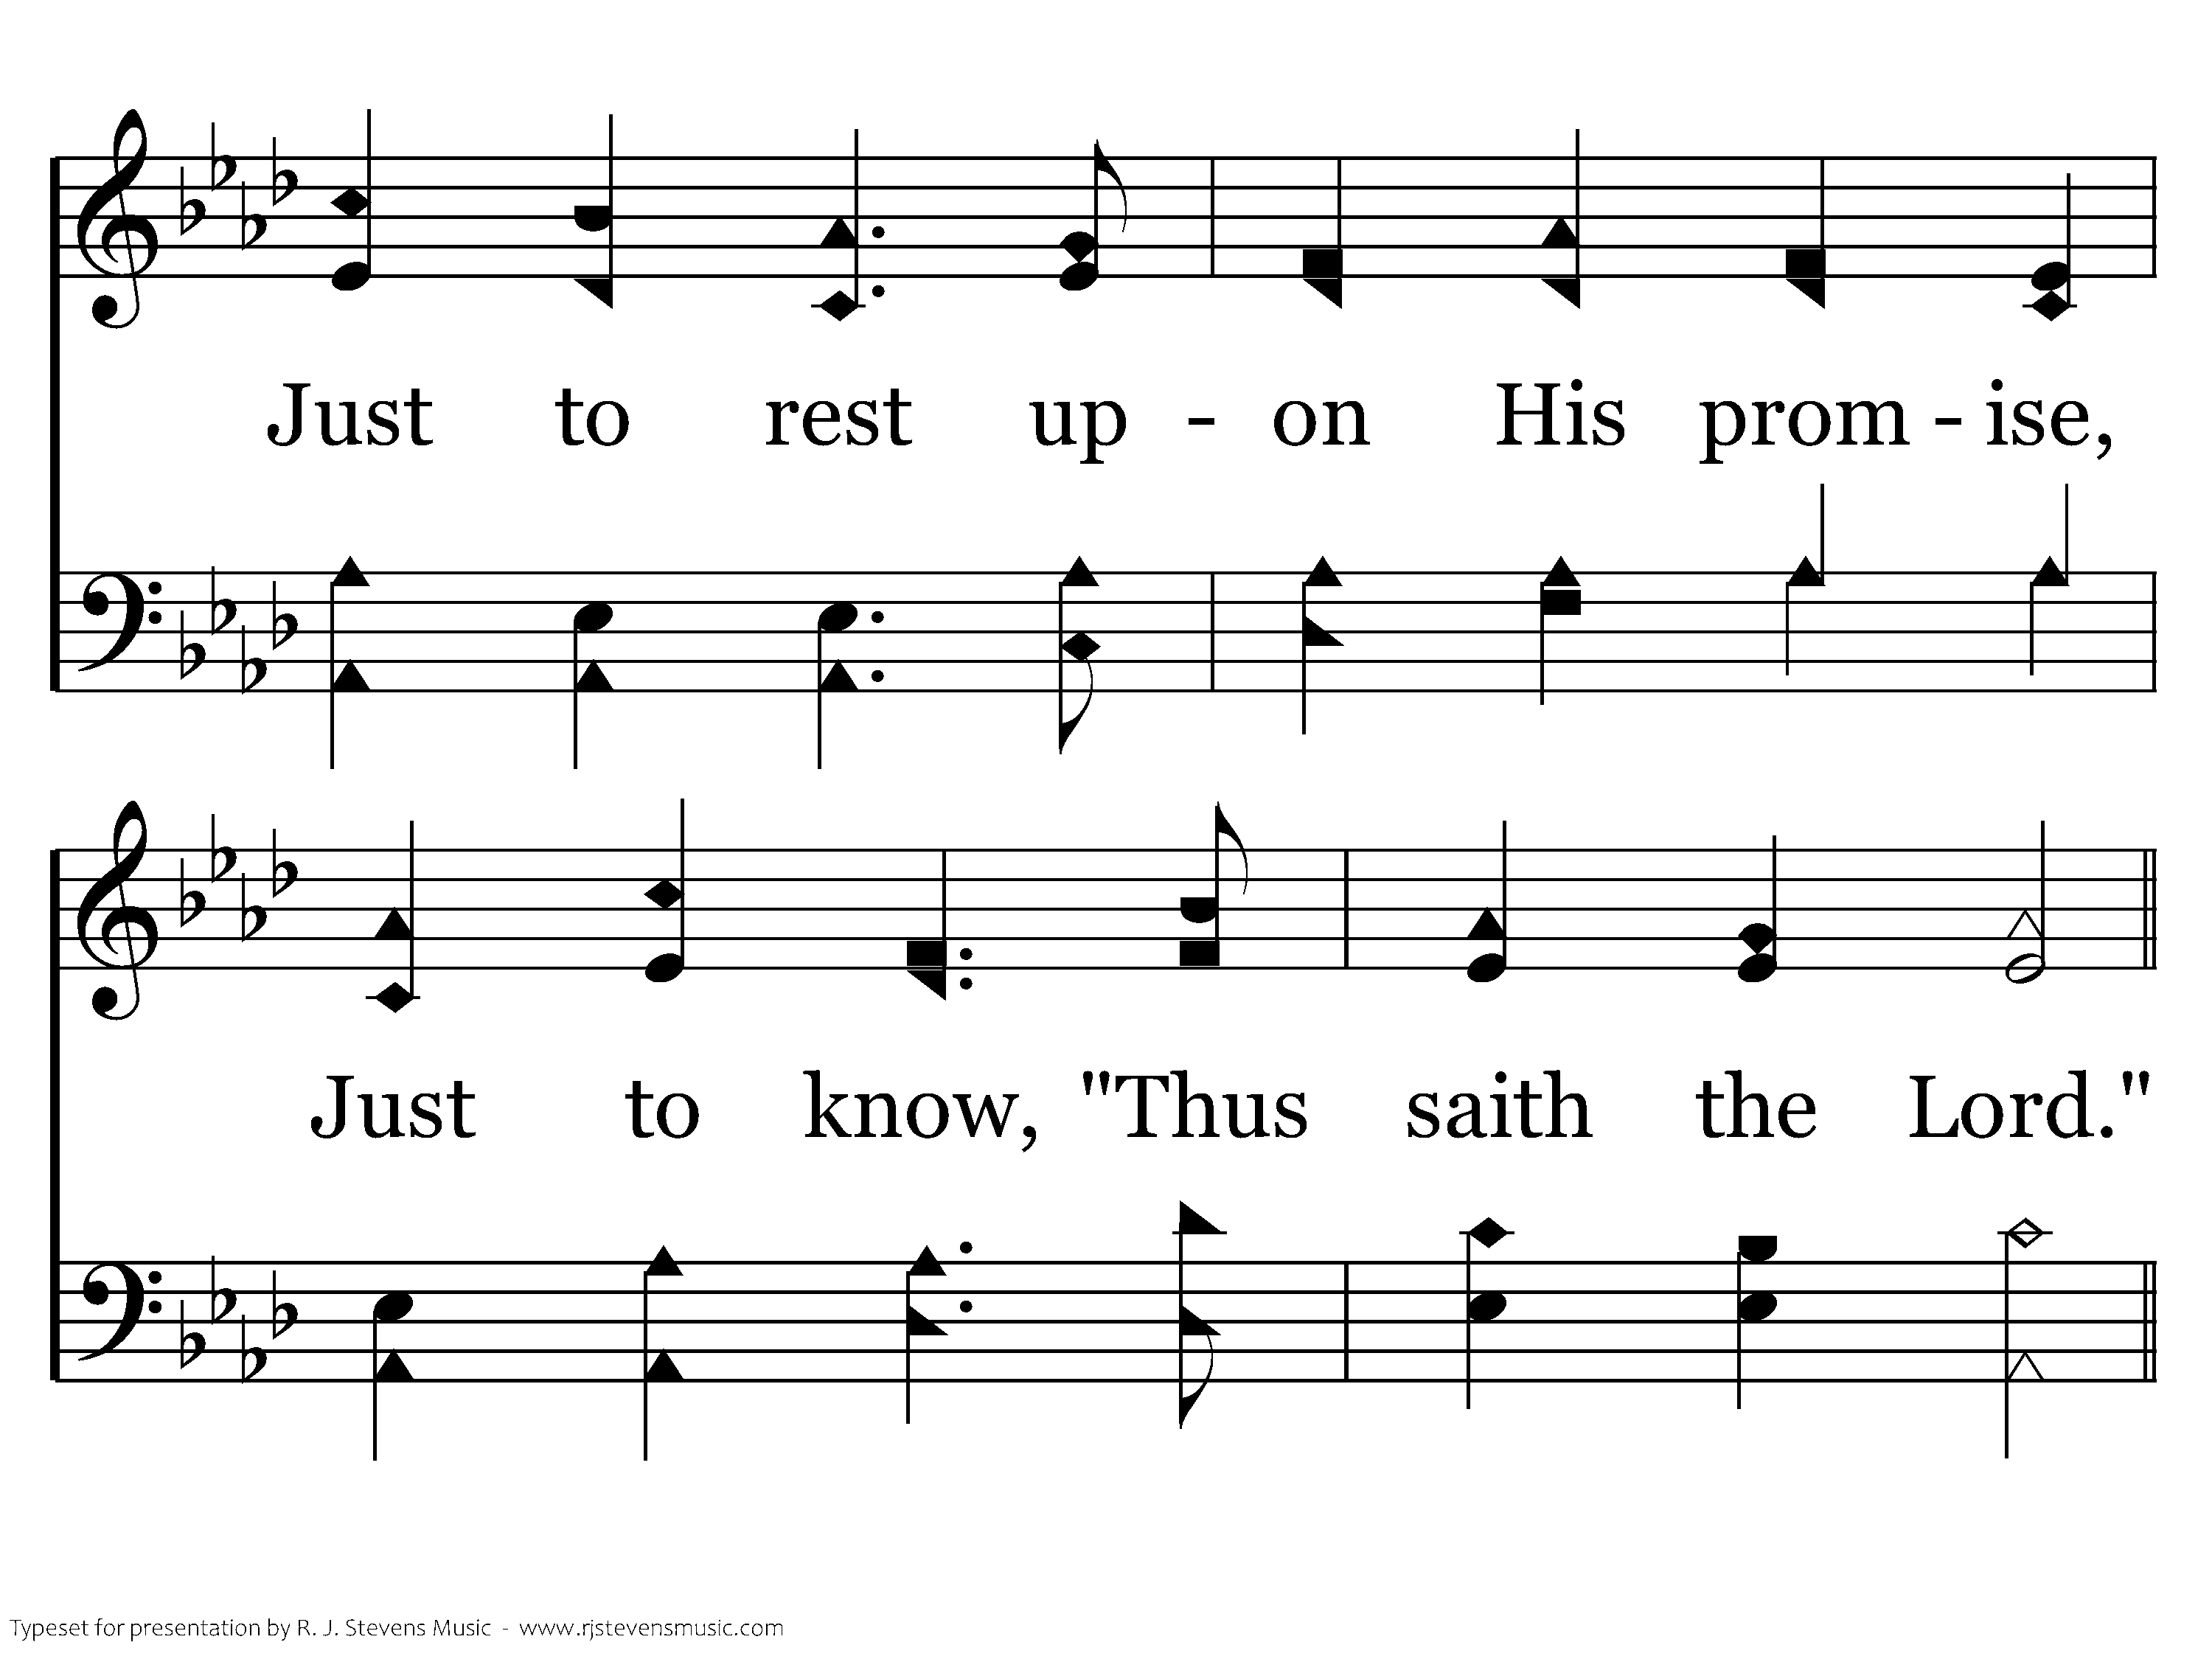 Just to rest up - on His prom - ise,
Just to know, "Thus saith the Lord."
Typeset for presentation by R. J. Stevens Music - www.rjstevensmusic.com